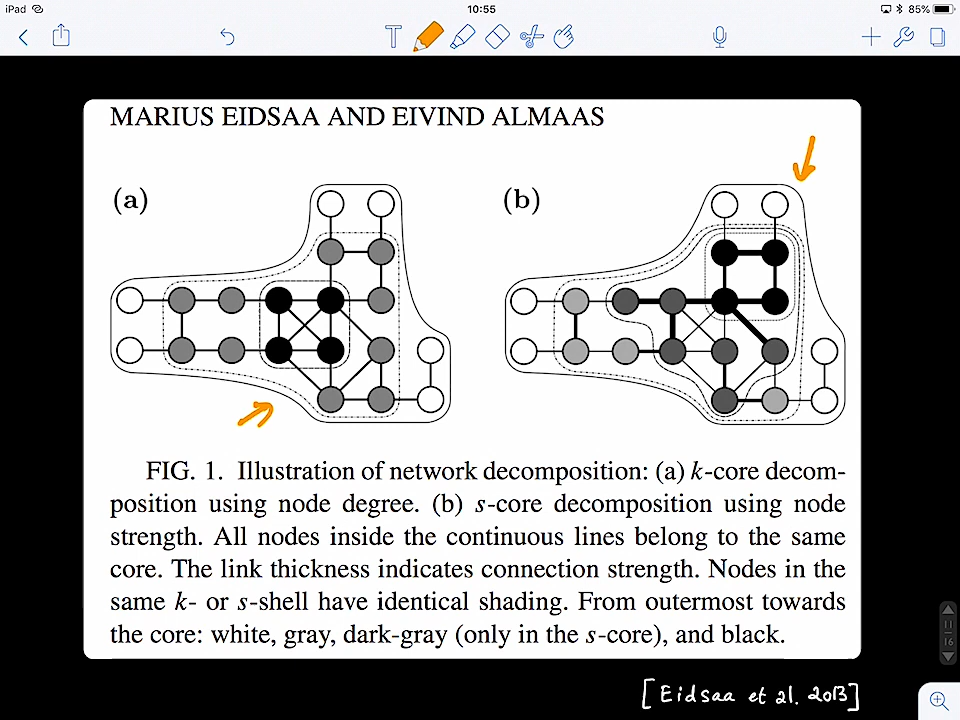 iPad
10:55
85%
T
MARIUS EIDSAA AND EIVIND ALMAAS
(a)
(b)
FIG. 1. Illustration of network decomposition: (a) k-core decom-
position using node degree. (b) s-core decomposition using node
strength. All nodes inside the continuous lines belong to the same
core. The link thickness indicates connection strength. Nodes in the
same k- or s-shell have identical shading. From outermost towards
the core: white, gray, dark-gray (only in the s-core), and black.
11
16
[Eidsaa et al. 2013]